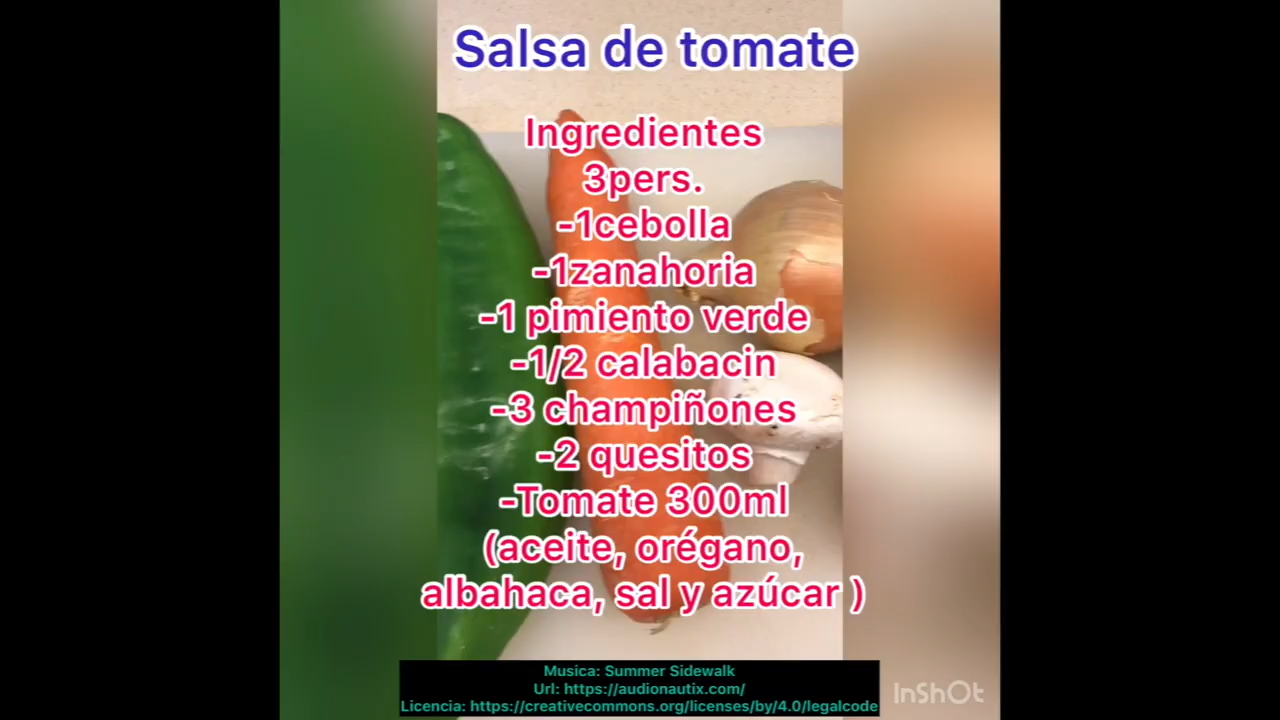 Salsa de tomate
Ingredientes
3pers.
-1cebolla
-1zanahoria
-1 pimiento verde
-1/2 calabacin
-3 champiñones
-2 quesitos
-Tomate 300ml
(aceite, orégano,
albahaca, sal y azúcar )
Musica: Summer Sidewalk
Url: https://audionautix.com/
Licencia: https://creativecommons.org/licenses/by/4.0/legalcode
InShOt